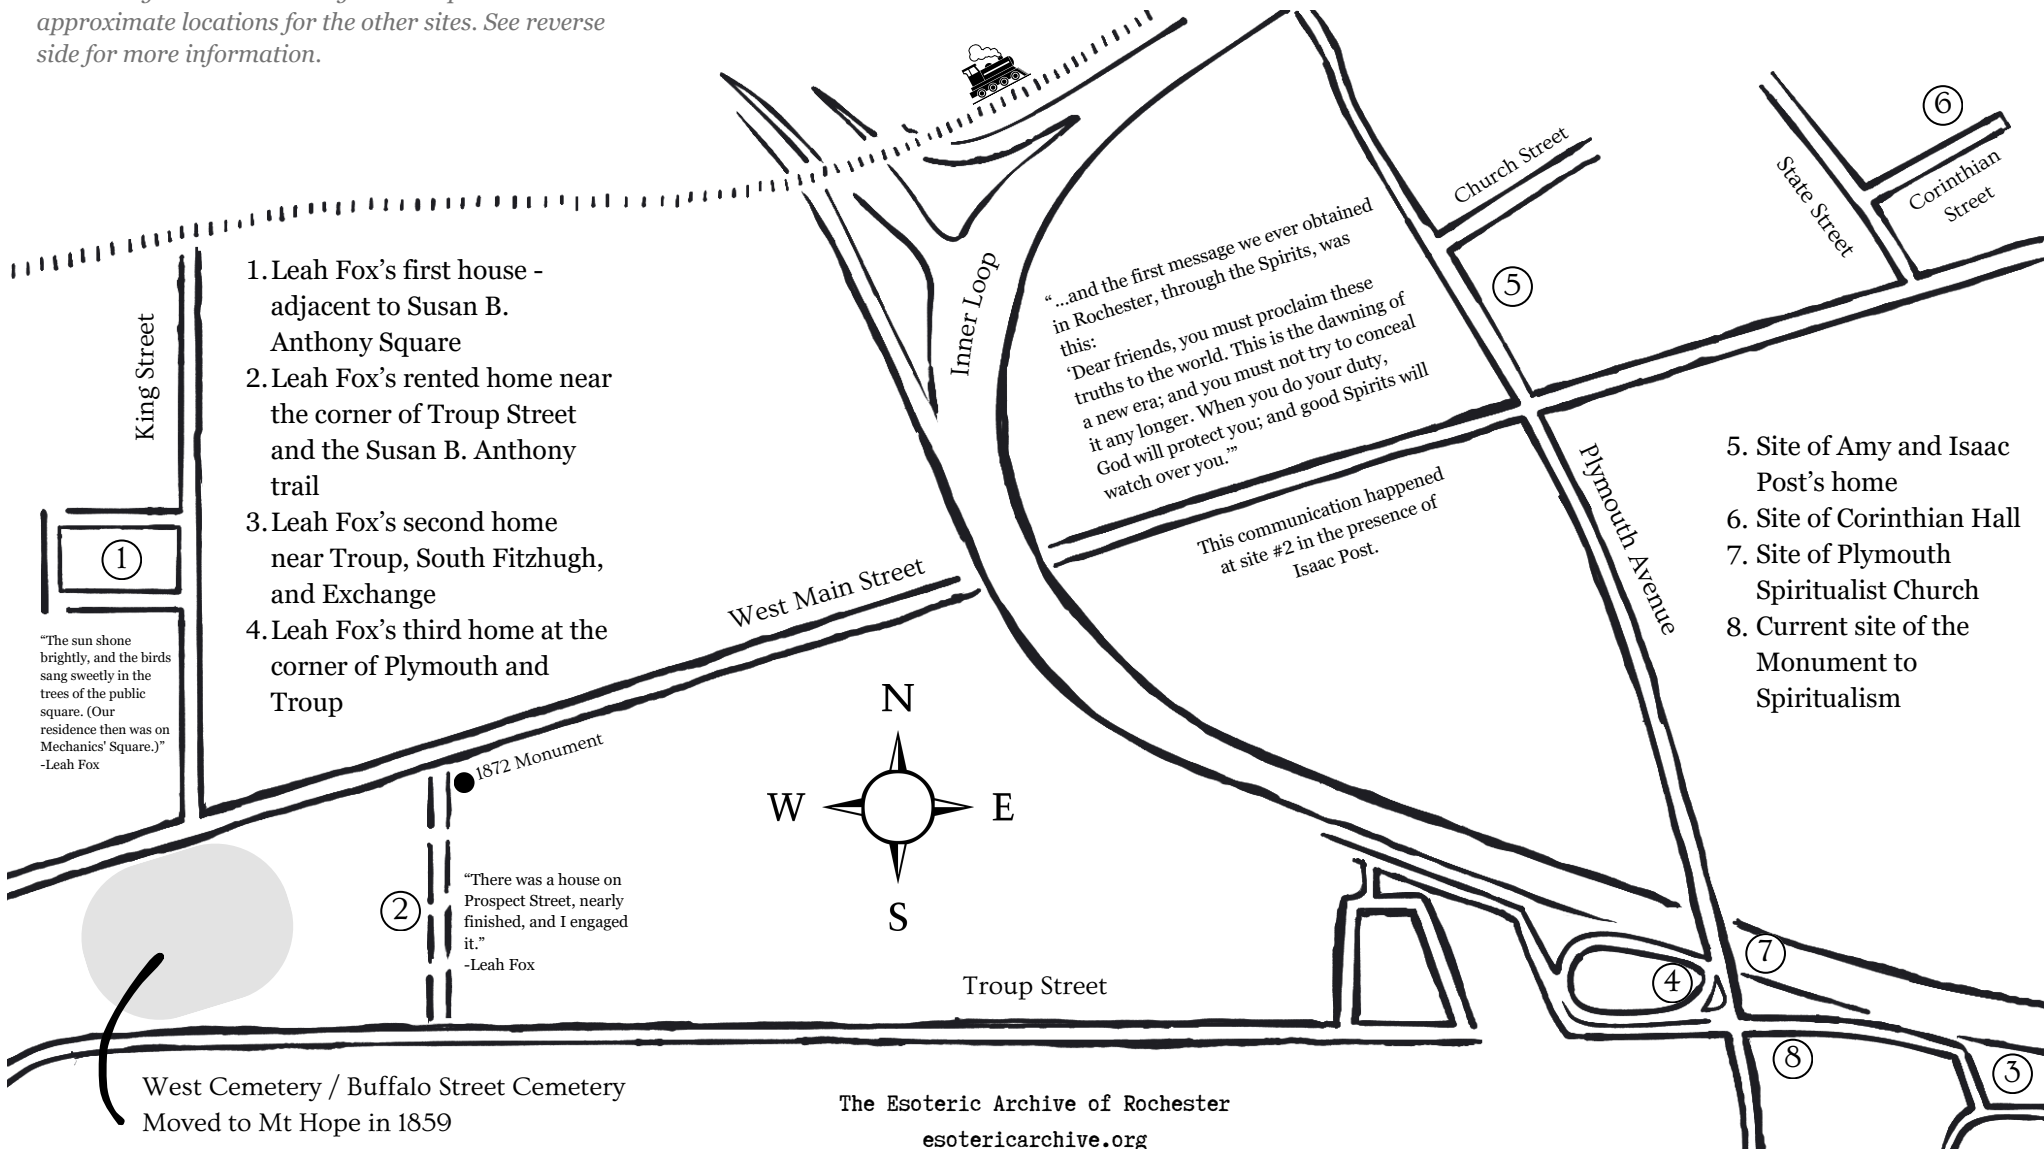 approximate locations for the other sites. See reverse
side for more information.
6
Church Street
State Street
Corinthian
Street
“ ...and the first message we ever obtained
in Rochester, through the Spirits, was
this:
‘Dear friends, you must proclaim these
truths to the world. This is the dawning of
a new era; and you must not try to conceal
it any longer. When you do your duty,
God will protect you; and good Spirits will
watch over you.’”
5
Inner Loop
King Street
1. Leah Fox’s first house -
adjacent to Susan B.
Anthony Square
2. Leah Fox’s rented home near
the corner of Troup Street
and the Susan B. Anthony
trail
3. Leah Fox’s second home
near Troup, South Fitzhugh,
and Exchange
4. Leah Fox’s third home at the
corner of Plymouth and
Troup
This communication happened
at site #2 in the presence of
Isaac Post.
Plymouth Avenue
5. Site of Amy and Isaac
Post’s home
6. Site of Corinthian Hall
7. Site of Plymouth
Spiritualist Church
8. Current site of the
Monument to
Spiritualism
1
West Main Street
“The sun shone
brightly, and the birds
sang sweetly in the
trees of the public
square. (Our
residence then was on
Mechanics' Square.)”
-Leah Fox
1872 Monument
N
W
E
S
2
“There was a house on
Prospect Street, nearly
finished, and I engaged
it.”
-Leah Fox
Troup Street
7
4
8
3
West Cemetery / Buffalo Street Cemetery
Moved to Mt Hope in 1859
The Esoteric Archive of Rochester
esotericarchive.org